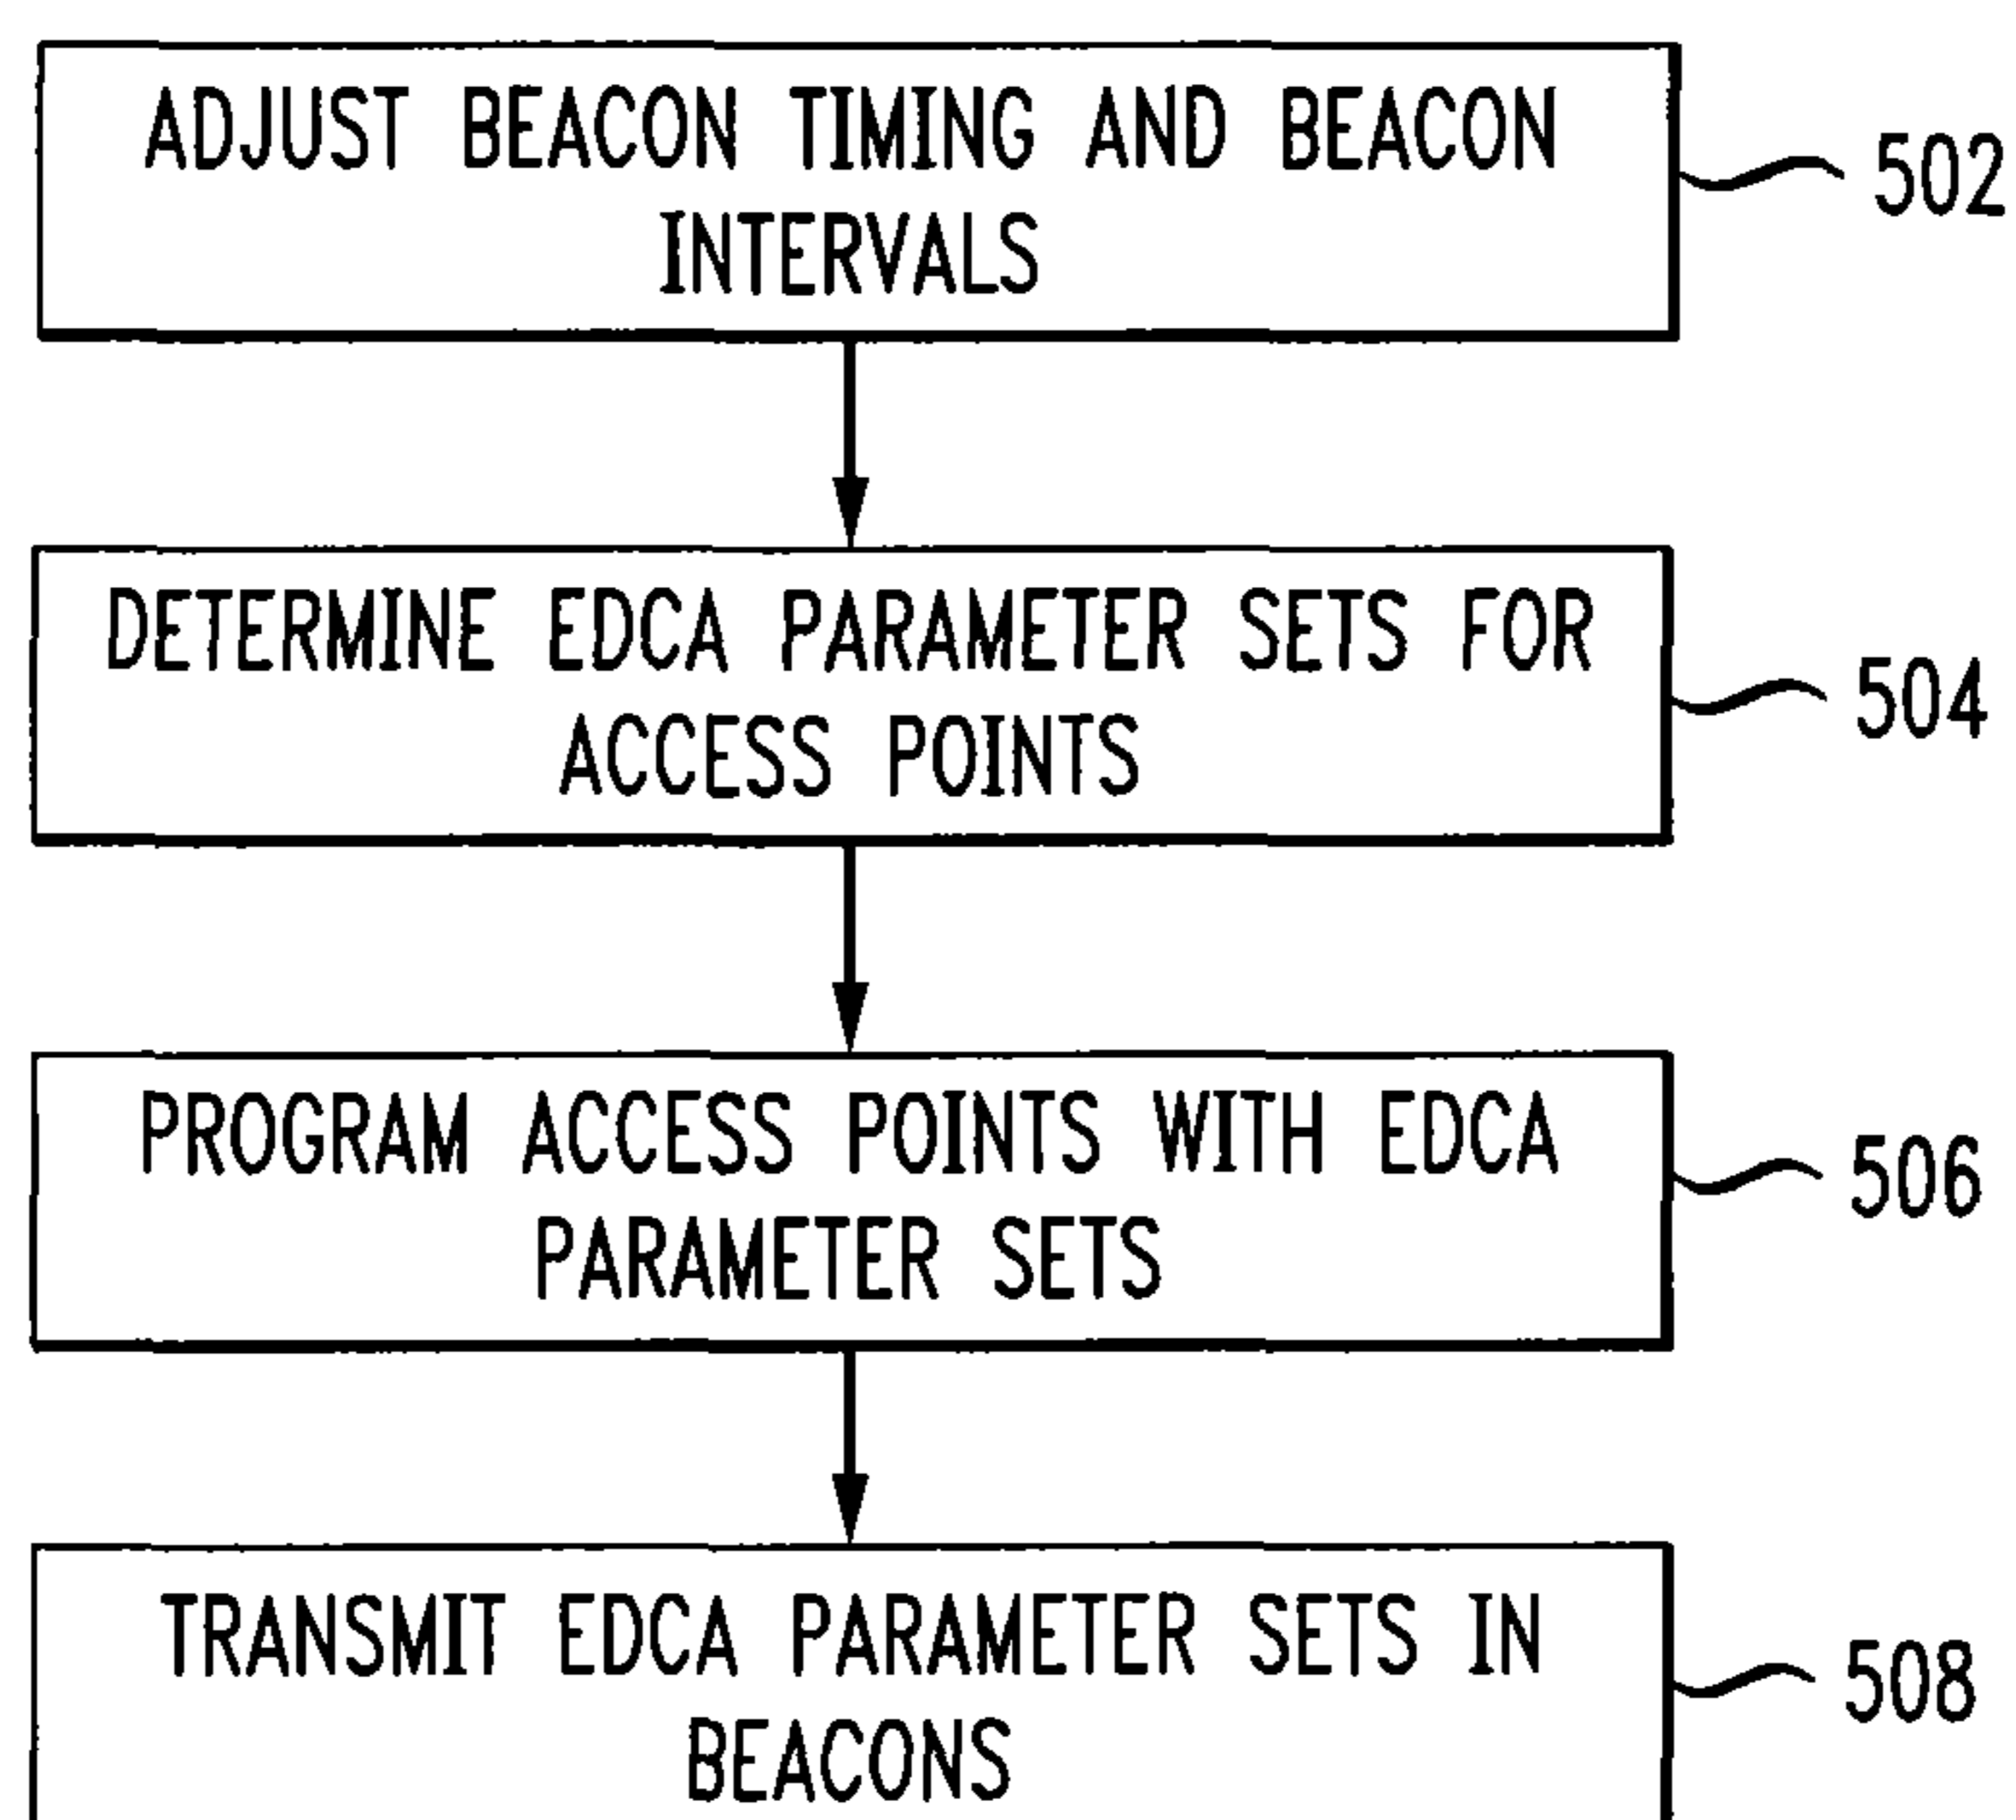 ADJUST BEACON TIMING AND BEACON
INTERVALS
502
DETERMINE EDCA PARAMETER SETS FOR
ACCESS POINTS
504
PROGRAM ACCESS POINTS WITH EDCA
PARAMETER SETS
506
TRANSMIT EDCA PARAMETER SETS IN
BEACONS
508